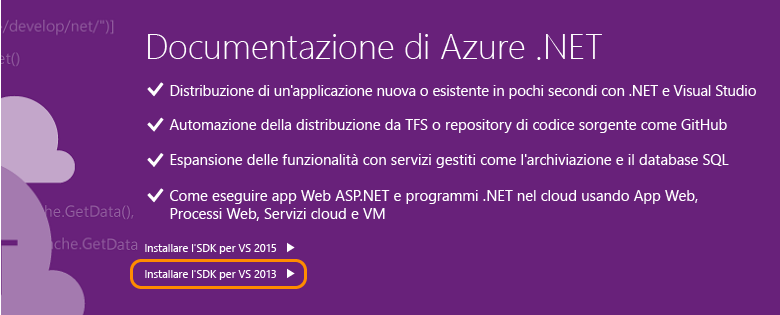 e/develop/net/")]
et()
Documentazione di Azure .NET
Distribuzione di un'applicazione nuova o esistente in pochi secondi con .NET e Visual Studio
Automazione della distribuzione da TFS o repository di codice sorgente come GitHub
Espansione delle funzionalità con servizi gestiti come l'archiviazione e il database SQL
Come eseguire app Web ASP.NET e programmi .NET nel cloud usando App Web,
Processi Web, Servizi cloud e VM
che.GetData(),
ache.GetData
Installare l'SDK per VS 2015
Installare l'SDK per VS 2013